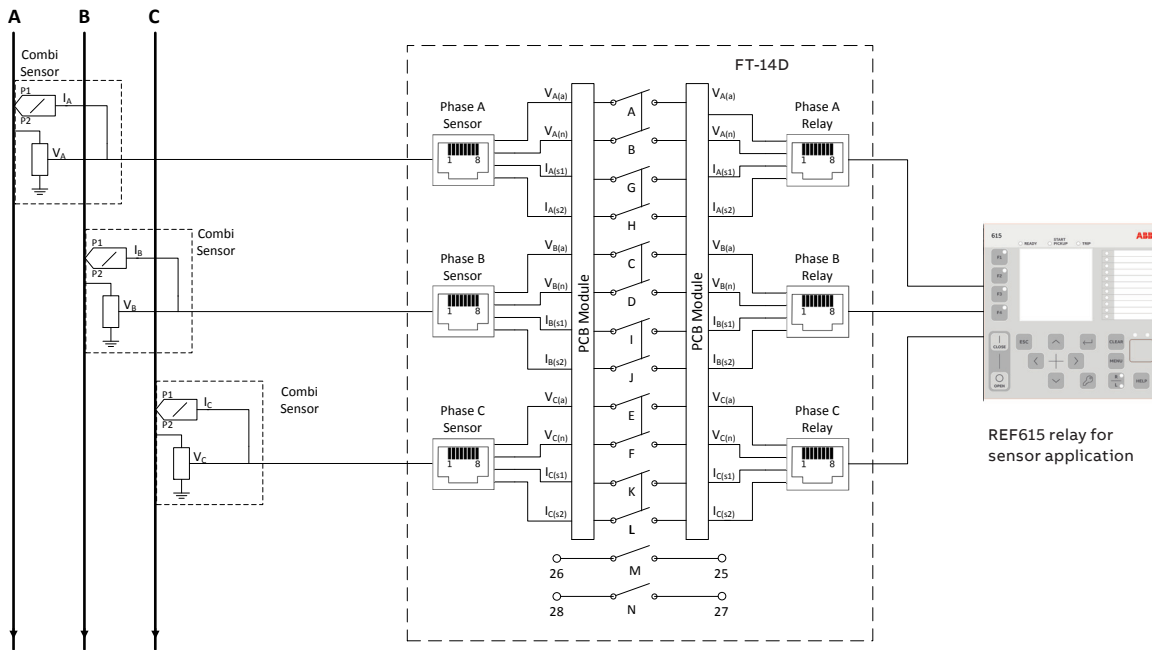 A
B
C
Combi
Sensor
P1
I_A
P2
V_A
Combi
Sensor
P1
I_B
P2
V_B
Combi
Sensor
P1
I_C
P2
V_C
FT-14D
Phase A
Sensor
1 8
V_A(a)
V_A(n)
I_A(s1)
I_A(s2)
Phase B
Sensor
1 8
V_B(a)
V_B(n)
I_B(s1)
I_B(s2)
Phase C
Sensor
1 8
V_C(a)
V_C(n)
I_C(s1)
I_C(s2)
PCB Module
A
B
G
H
C
D
I
J
E
F
K
L
26
M
25
28
N
27
PCB Module
V_A(a)
V_A(n)
I_A(s1)
I_A(s2)
Phase A
Relay
1 8
V_B(a)
V_B(n)
I_B(s1)
I_B(s2)
Phase B
Relay
1 8
V_C(a)
V_C(n)
I_C(s1)
I_C(s2)
Phase C
Relay
1 8
615
READY
START
PICKUP
TRIP
ABB
F1
F2
F3
F4
CLOSE
OPEN
ESC
CLEAR
MENU
R
L
HELP
REF615 relay for
sensor application